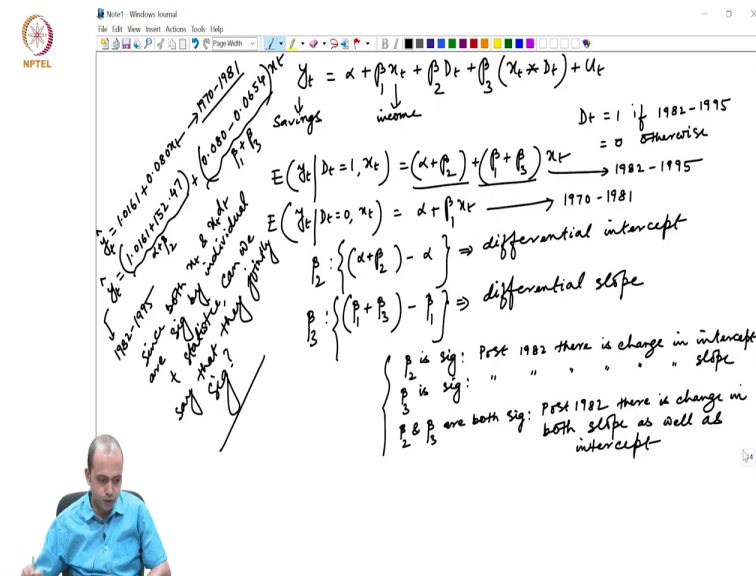 Note1 - Windows Journal
File Edit View Insert Actions Tools Help
Page Width
NPTEL
y_t = α + β_1 x_t + β_2 D_t + β_3 (x_t * D_t) + U_t
savings
income
D_t = 1 if 1982-1995
= 0 otherwise
E(y_t | D_t = 1, x_t) = (α+β_2) + (β_1 + β_3) x_t → 1982-1995
E(y_t | D_t = 0, x_t) = α + β_1 x_t → 1970-1981
β_2 : {(α+β_2) - α} ⇒ differential intercept
β_3 : {(β_1 + β_3) - β_1} ⇒ differential slope
β_2 is sig: Post 1982 there is change in intercept
β_3 is sig: " " " " " " slope
β_2 & β_3 are both sig: Post 1982 there is change in
both slope as well as
intercept
ŷ_t = 1.0161 + 0.080x_t → 1970-1981
ŷ_t = (1.0161+152.47) + (0.080-0.0654) x_t
α+β_2
β_1+β_3
1982-1995
Since both x_t & x_t d_t
are sig by individual
t statistic, can we
say that they jointly
sig?